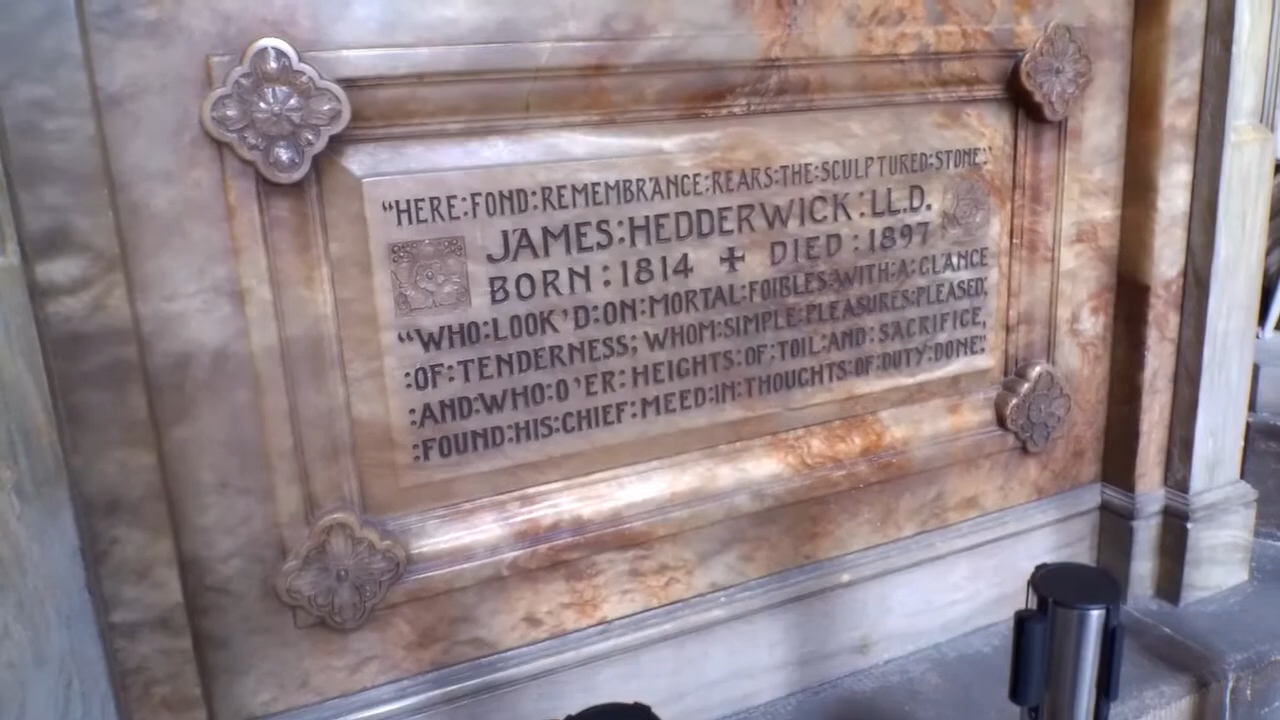 "HERE:FOND:REMEMBRANCE:REARS:THE:SCULPTURED:STONE."
JAMES:HEDDERWICK:LL.D.
BORN:1814 ✠ DIED:1897
"WHO:LOOK'D:ON:MORTAL:FOIBLES:WITH:A:GLANCE
:OF:TENDERNESS; WHOM:SIMPLE:PLEASURES:PLEASED;
:AND:WHO:O'ER:HEIGHTS:OF:TOIL:AND:SACRIFICE,
:FOUND:HIS:CHIEF:MEED:IN:THOUGHTS:OF:DUTY:DONE."